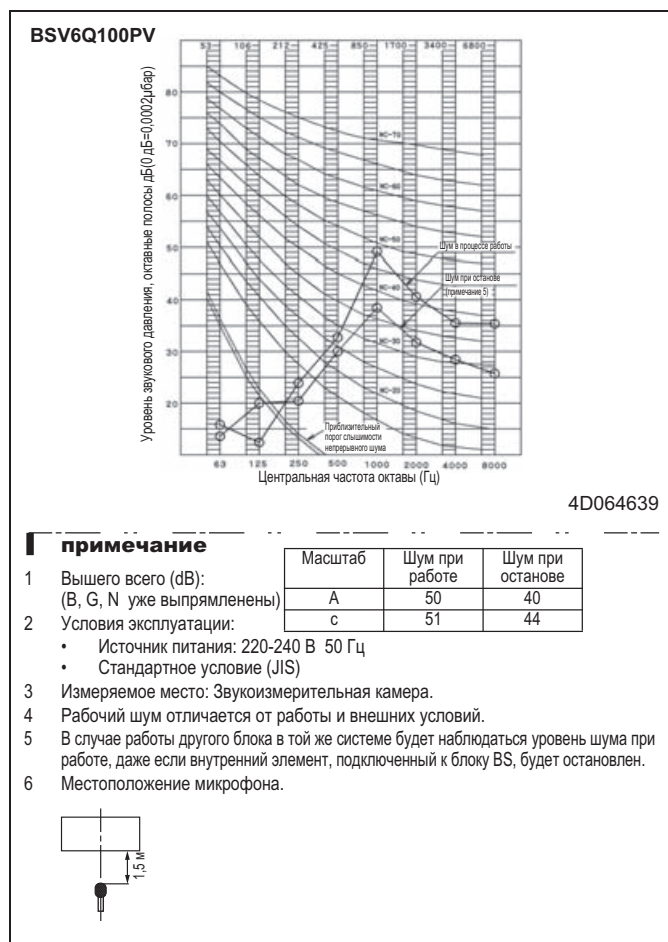 BSV6Q100PV
53 106 212 425 850 1700 3400 6800
Уровень звукового давления, октавные полосы дБ(0 дБ=0,0002µбар)
80
70
60
50
40
30
20
NC-70
NC-60
NC-50
NC-40
NC-30
NC-20
Шум в процессе работы
Шум при останове
(примечание 5)
Приблизительный
порог слышимости
непрерывного шума
63 125 250 500 1000 2000 4000 8000
Центральная частота октавы (Гц)
4D064639
примечание
1 Вышего всего (dB):
(B, G, N уже выпрямленены)
Масштаб Шум при работе Шум при останове
A 50 40
c 51 44
2 Условия эксплуатации:
• Источник питания: 220-240 В 50 Гц
• Стандартное условие (JIS)
3 Измеряемое место: Звукоизмерительная камера.
4 Рабочий шум отличается от работы и внешних условий.
5 В случае работы другого блока в той же системе будет наблюдаться уровень шума при
работе, даже если внутренний элемент, подключенный к блоку BS, будет остановлен.
6 Местоположение микрофона.
1,5 м